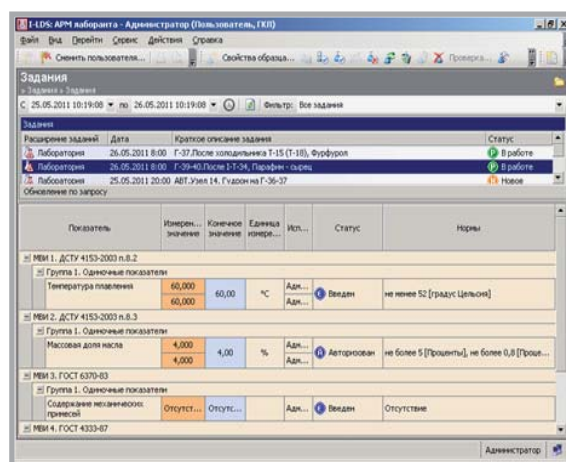 I-LDS: АРМ лаборанта - Администратор (Пользователь, ГКЛ)
Файл Вид Перейти Сервис Действия Справка
Сменить пользователя... Свойства образца... Проверка...
Задания
» Задания » Задания
С 25.05.2011 10:19:08 по 26.05.2011 10:19:08 Фильтр: Все задания
Задания
Расширение заданий Дата Краткое описание задания Статус
Лаборатория 26.05.2011 8:00 Г-37.После холодильника Т-15 (Т-18), Фурфурол В работе
Лаборатория 26.05.2011 8:00 Г-39-40.После I-Т-34, Парафин - сырец В работе
Лаборатория 25.05.2011 20:00 АВТ.Узел 14. Гудрон на Г-36-37 Новое
Обновление по запросу
Показатель Измерен... значение Конечное значение Единица измере... Исп... Статус Нормы
МВИ 1. ДСТУ 4153-2003 п.8.2
Группа 1. Одиночные показатели
Температура плавления 60,000 60,00 °C Адм... Введен не менее 52 [градус Цельсия]
60,000 Адм...
МВИ 2. ДСТУ 4153-2003 п.8.3
Группа 1. Одиночные показатели
Массовая доля масла 4,000 4,00 % Адм... Авторизован не более 5 [Проценты], не более 0,8 [Проце...
4,000 Адм...
МВИ 3. ГОСТ 6370-83
Группа 1. Одиночные показатели
Содержание механических примесей Отсутст... Отсутс... Адм... Введен Отсутствие
МВИ 4. ГОСТ 4333-87
Администратор